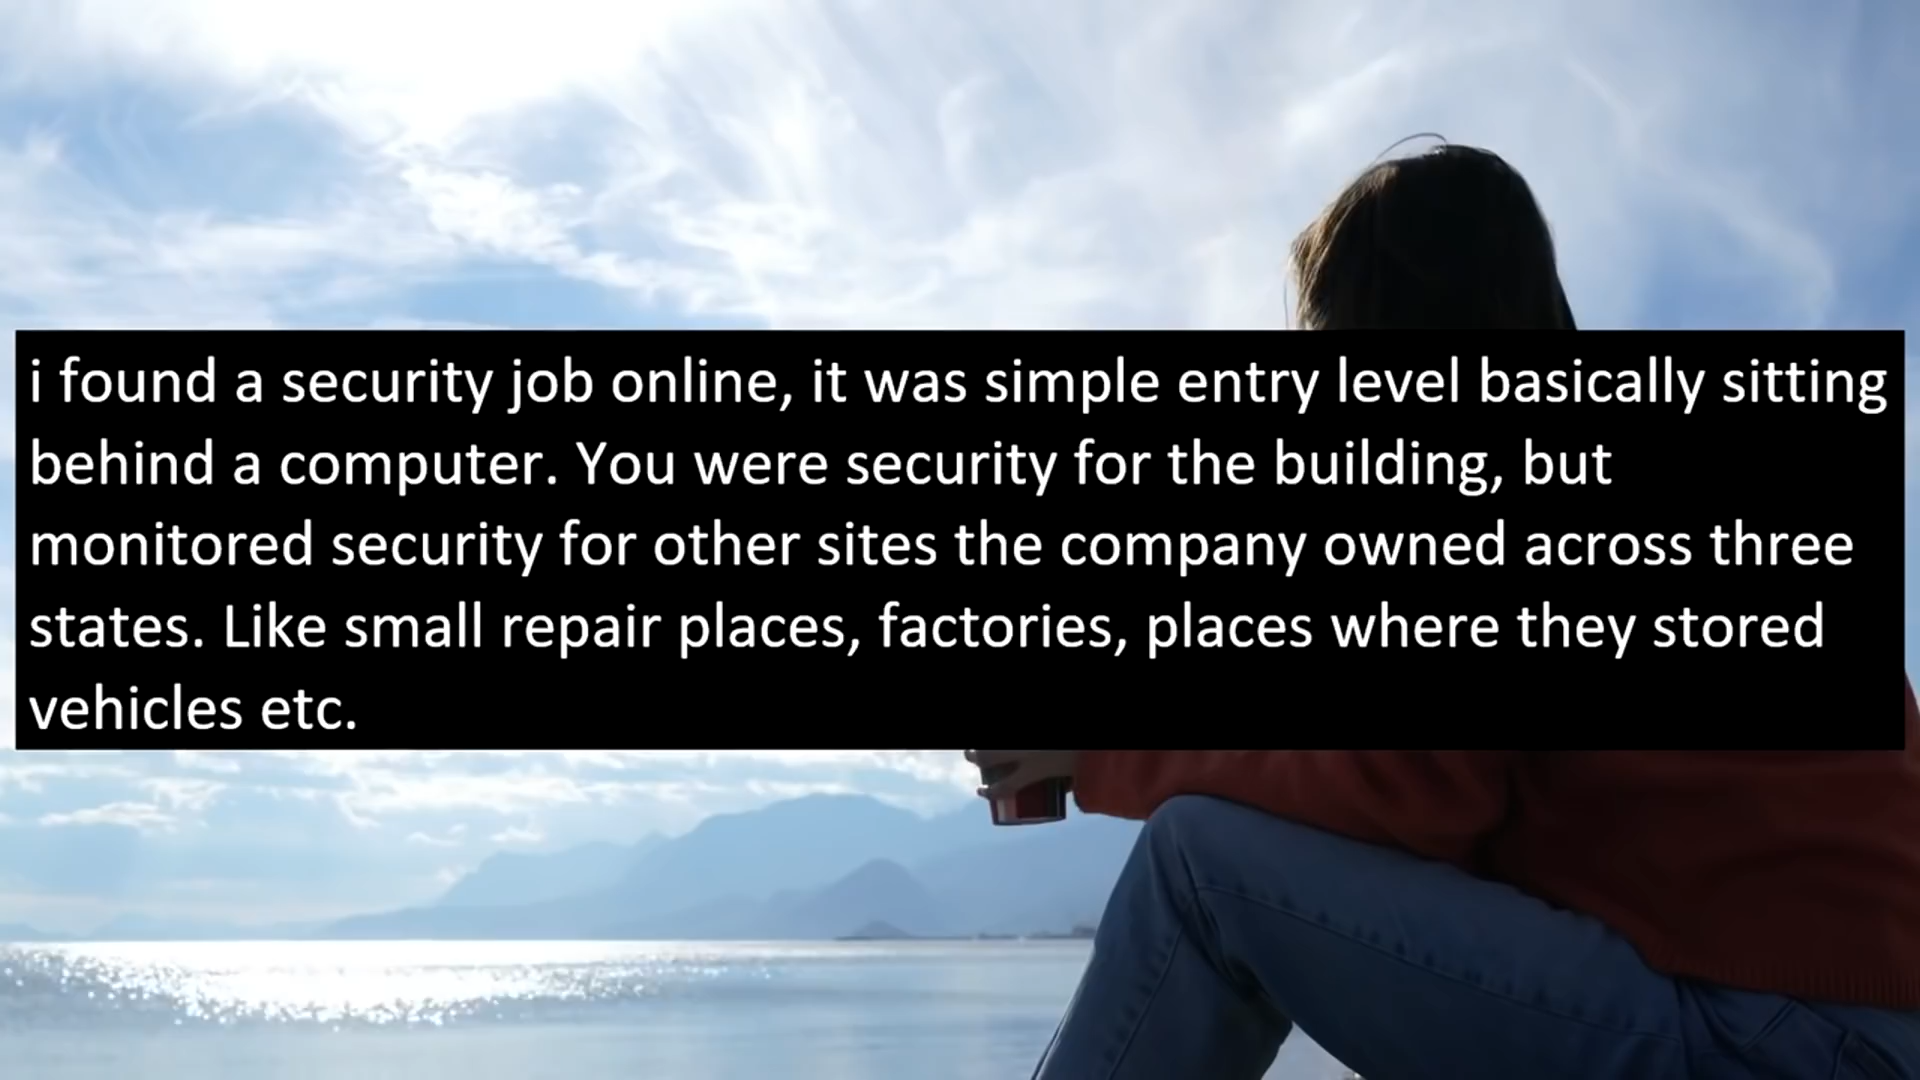 i found a security job online, it was simple entry level basically sitting
behind a computer. You were security for the building, but
monitored security for other sites the company owned across three
states. Like small repair places, factories, places where they stored
vehicles etc.